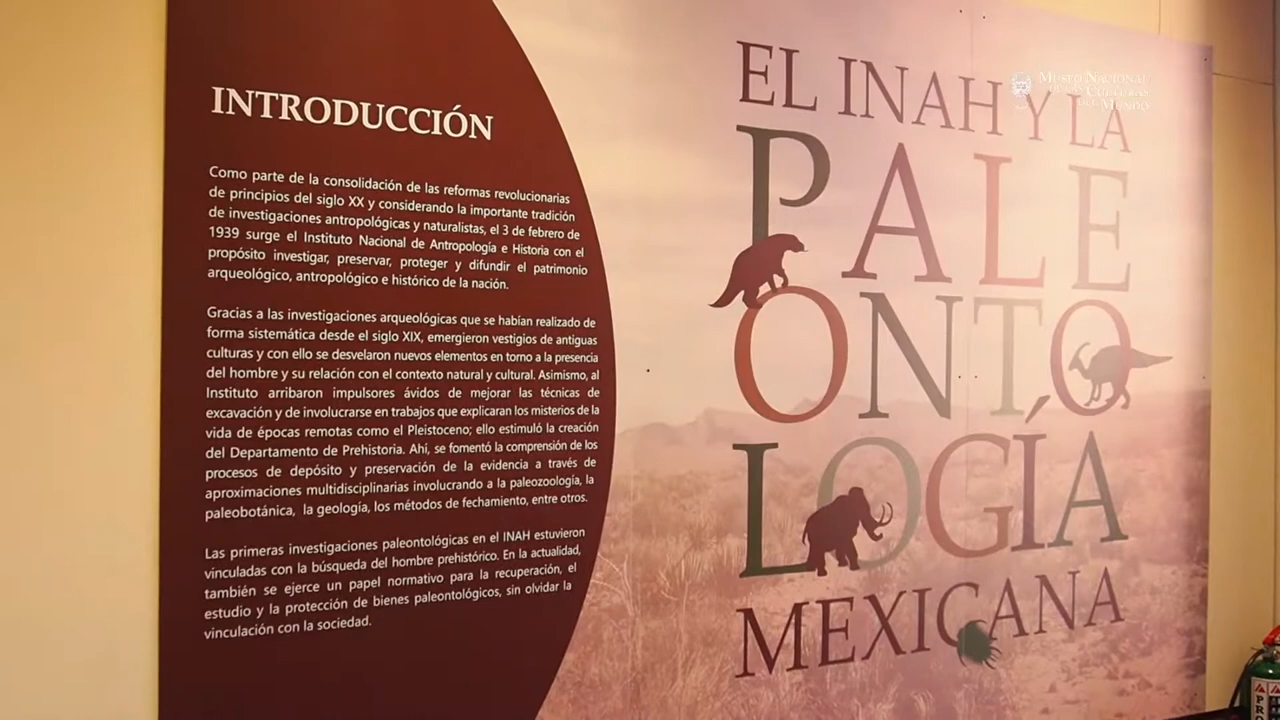 INTRODUCCIÓN
Como parte de la consolidación de las reformas revolucionarias
de principios del siglo XX y considerando la importante tradición
de investigaciones antropológicas y naturalistas, el 3 de febrero de
1939 surge el Instituto Nacional de Antropología e Historia con el
propósito investigar, preservar, proteger y difundir el patrimonio
arqueológico, antropológico e histórico de la nación.
Gracias a las investigaciones arqueológicas que se habían realizado de
forma sistemática desde el siglo XIX, emergieron vestigios de antiguas
culturas y con ello se desvelaron nuevos elementos en torno a la presencia
del hombre y su relación con el contexto natural y cultural. Asimismo, al
Instituto arribaron impulsores ávidos de mejorar las técnicas de
excavación y de involucrarse en trabajos que explicaran los misterios de la
vida de épocas remotas como el Pleistoceno; ello estimuló la creación
del Departamento de Prehistoria. Ahí, se fomentó la comprensión de los
procesos de depósito y preservación de la evidencia a través de
aproximaciones multidisciplinarias involucrando a la paleozoología, la
paleobotánica, la geología, los métodos de fechamiento, entre otros.
Las primeras investigaciones paleontológicas en el INAH estuvieron
vinculadas con la búsqueda del hombre prehistórico. En la actualidad,
también se ejerce un papel normativo para la recuperación, el
estudio y la protección de bienes paleontológicos, sin olvidar la
vinculación con la sociedad.
EL INAH Y LA
PALE
ONTO
LOGÍA
MEXICANA
MUSEO NACIONAL
DE LAS CULTURAS
DEL MUNDO